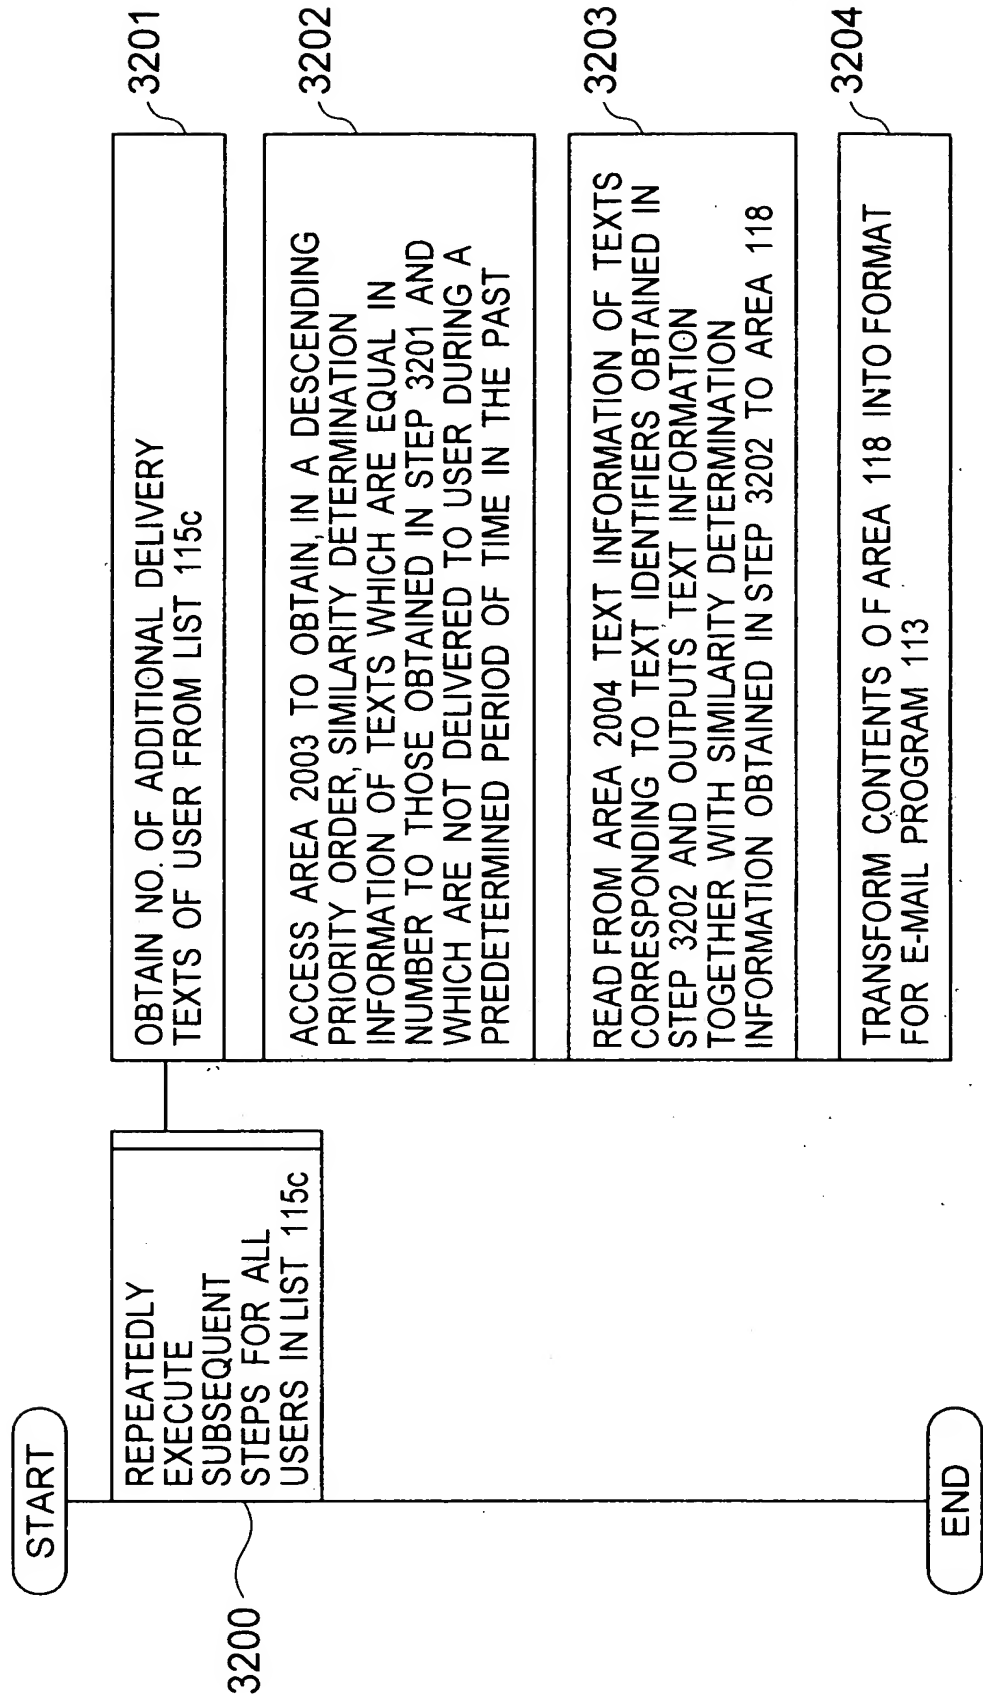 START
3200
REPEATEDLY
EXECUTE
SUBSEQUENT
STEPS FOR ALL
USERS IN LIST 115c
OBTAIN NO. OF ADDITIONAL DELIVERY
TEXTS OF USER FROM LIST 115c
3201
ACCESS AREA 2003 TO OBTAIN, IN A DESCENDING
PRIORITY ORDER, SIMILARITY DETERMINATION
INFORMATION OF TEXTS WHICH ARE EQUAL IN
NUMBER TO THOSE OBTAINED IN STEP 3201 AND
WHICH ARE NOT DELIVERED TO USER DURING A
PREDETERMINED PERIOD OF TIME IN THE PAST
3202
READ FROM AREA 2004 TEXT INFORMATION OF TEXTS
CORRESPONDING TO TEXT IDENTIFIERS OBTAINED IN
STEP 3202 AND OUTPUTS TEXT INFORMATION
TOGETHER WITH SIMILARITY DETERMINATION
INFORMATION OBTAINED IN STEP 3202 TO AREA 118
3203
TRANSFORM CONTENTS OF AREA 118 INTO FORMAT
FOR E-MAIL PROGRAM 113
3204
END